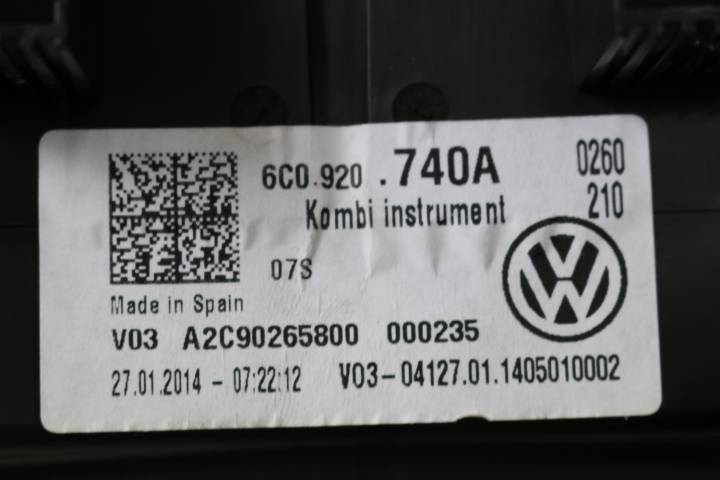 6C0.920 .740A 0260
Kombi instrument 210
07S
Made in Spain
V03 A2C90265800 000235
27.01.2014 - 07:22:12 V03-04127.01.1405010002